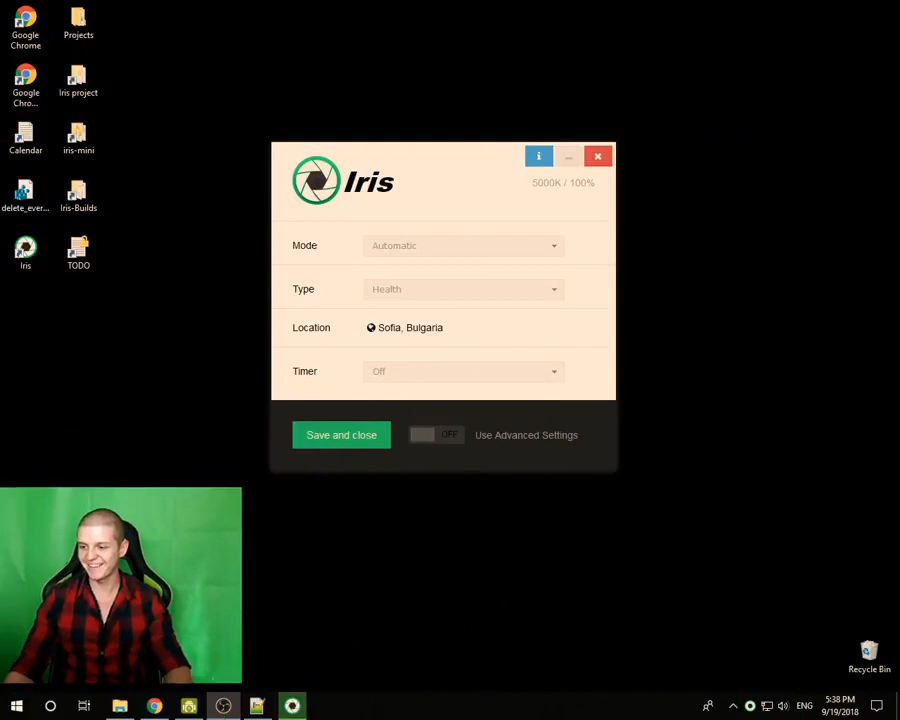 Google
Chrome
Projects
Google
Chro...
Iris project
Calendar
iris-mini
delete_ever...
Iris-Builds
Iris
TODO
Iris
i
5000K / 100%
Mode
Automatic
Type
Health
Location
Sofia, Bulgaria
Timer
Off
Save and close
OFF
Use Advanced Settings
Recycle Bin
ENG
5:38 PM
9/19/2018